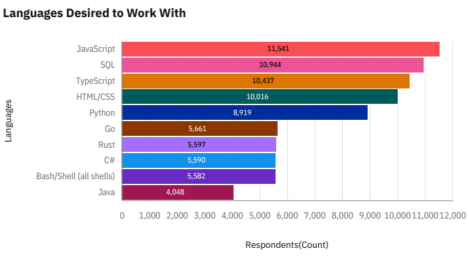 Languages Desired to Work With
Languages
JavaScript 11,541
SQL 10,944
TypeScript 10,437
HTML/CSS 10,016
Python 8,919
Go 5,661
Rust 5,597
C# 5,590
Bash/Shell (all shells) 5,582
Java 4,048
0 1,000 2,000 3,000 4,000 5,000 6,000 7,000 8,000 9,000 10,000 11,000 12,000
Respondents(Count)